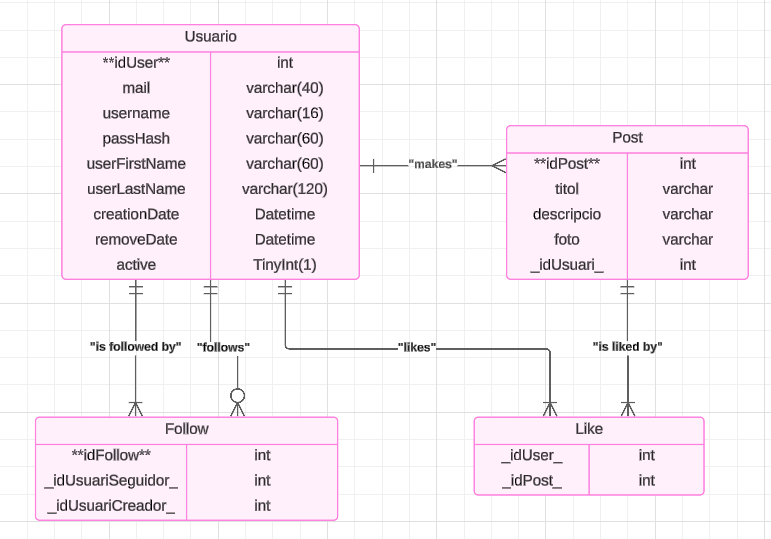 Usuario
**idUser** int
mail varchar(40)
username varchar(16)
passHash varchar(60)
userFirstName varchar(60)
userLastName varchar(120)
creationDate Datetime
removeDate Datetime
active TinyInt(1)
"makes"
Post
**idPost** int
titol varchar
descripcio varchar
foto varchar
_idUsuari_ int
"is followed by"
"follows"
"likes"
"is liked by"
Follow
**idFollow** int
_idUsuariSeguidor_ int
_idUsuariCreador_ int
Like
_idUser_ int
_idPost_ int